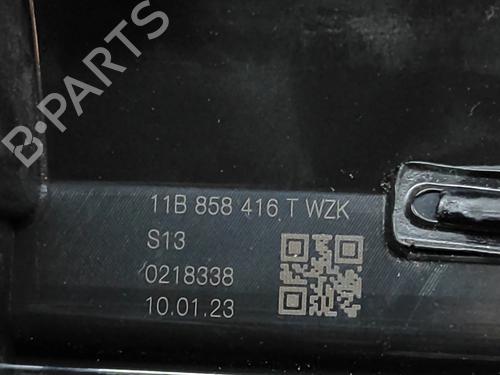 B-PARTS
11B 858 416 T WZK
S13
0218338
10.01.23